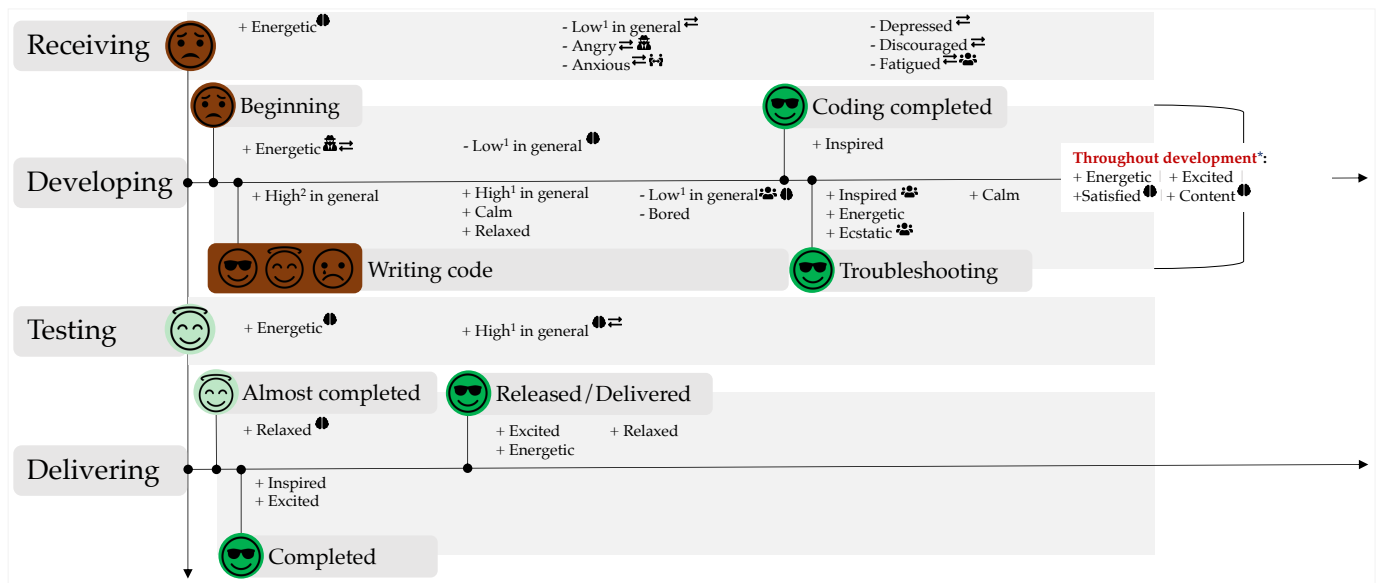 Receiving
+ Energetic
- Low¹ in general
- Angry
- Anxious
- Depressed
- Discouraged
- Fatigued
Developing
Beginning
+ Energetic
- Low¹ in general
Coding completed
+ Inspired
Throughout development*:
+ Energetic
+ Excited
+Satisfied
+ Content
+ High² in general
+ High¹ in general
+ Calm
+ Relaxed
- Low¹ in general
- Bored
+ Inspired
+ Energetic
+ Ecstatic
+ Calm
Writing code
Troubleshooting
Testing
+ Energetic
+ High¹ in general
Delivering
Almost completed
+ Relaxed
Released/Delivered
+ Excited
+ Energetic
+ Relaxed
+ Inspired
+ Excited
Completed